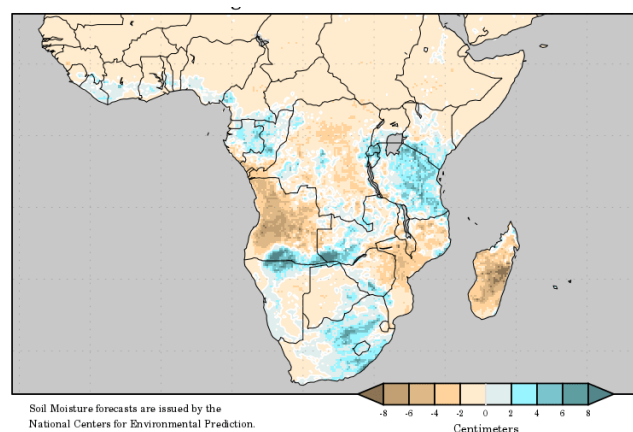 -8 -6 -4 -2 0 2 4 6 8
Soil Moisture forecasts are issued by the
National Centers for Environmental Prediction.
Centimeters